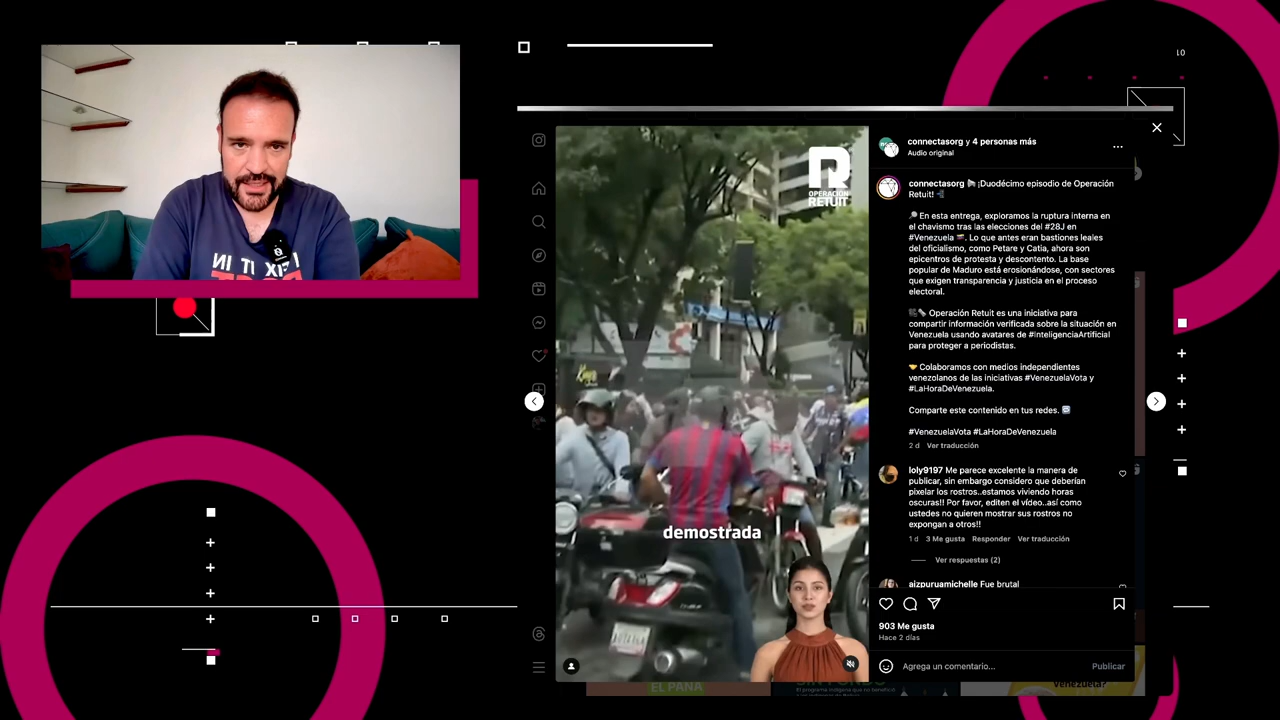 10
connectasorg y 4 personas más
Audio original
connectasorg 📡 ¡Duodécimo episodio de Operación
Retuit! 📲
🔎 En esta entrega, exploramos la ruptura interna en
el chavismo tras las elecciones del #28J en
#Venezuela 🇻🇪. Lo que antes eran bastiones leales
del oficialismo, como Petare y Catia, ahora son
epicentros de protesta y descontento. La base
popular de Maduro está erosionándose, con sectores
que exigen transparencia y justicia en el proceso
electoral.
Operación Retuit es una iniciativa para
compartir información verificada sobre la situación en
Venezuela usando avatares de #InteligenciaArtificial
para proteger a periodistas.
🤝 Colaboramos con medios independientes
venezolanos de las iniciativas #VenezuelaVota y
#LaHoraDeVenezuela.
Comparte este contenido en tus redes. 🔁
#VenezuelaVota #LaHoraDeVenezuela
2 d Ver traducción
loly9197 Me parece excelente la manera de
publicar, sin embargo considero que deberían
pixelar los rostros..estamos viviendo horas
oscuras!! Por favor, editen el vídeo..así como
ustedes no quieren mostrar sus rostros no
expongan a otros!!
1 d 3 Me gusta Responder Ver traducción
Ver respuestas (2)
aizpuruamichelle Fue brutal
903 Me gusta
Hace 2 días
Agrega un comentario... Publicar
R
OPERACIÓN
RETUIT
demostrada
EL PANA
SIN FONDO
Venezuela?